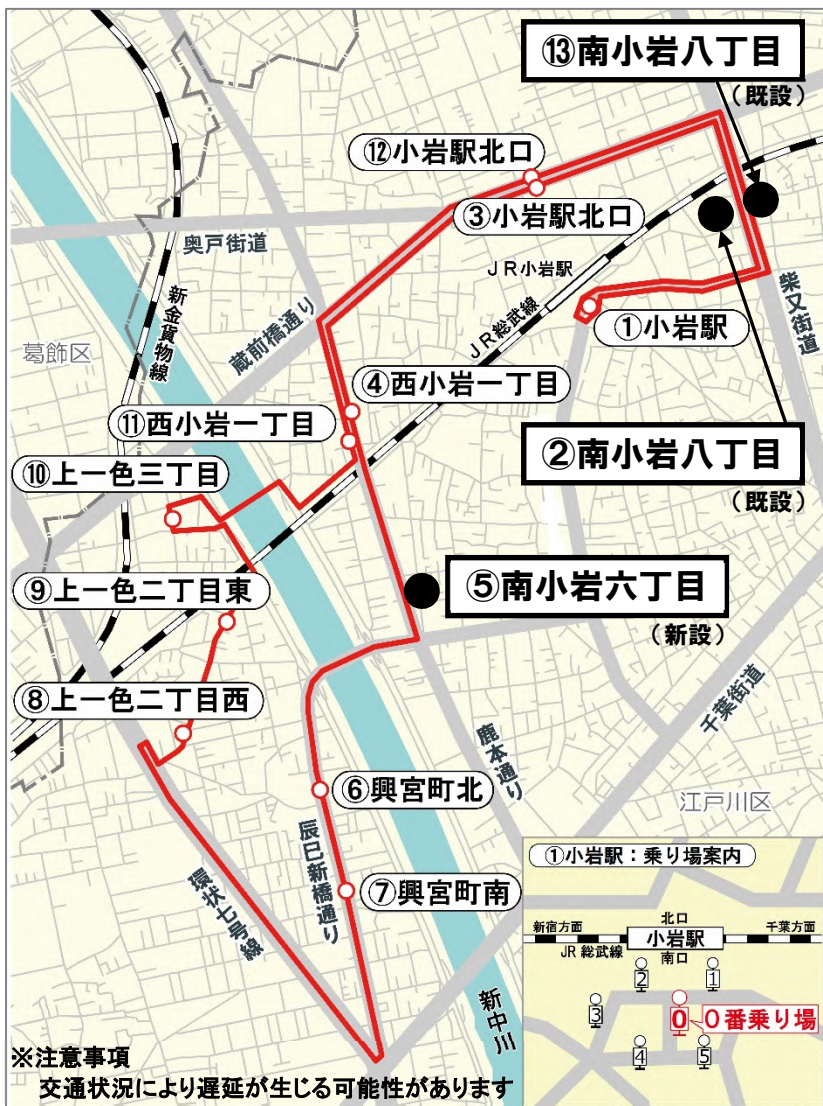 ⑬南小岩八丁目
（既設）
⑫小岩駅北口
③小岩駅北口
奥戸街道
JR小岩駅
柴又街道
新金貨物線
蔵前橋通り
JR総武線
①小岩駅
葛飾区
④西小岩一丁目
⑪西小岩一丁目
②南小岩八丁目
（既設）
⑩上一色三丁目
⑨上一色二丁目東
⑤南小岩六丁目
（新設）
⑧上一色二丁目西
千葉街道
鹿本通り
⑥興宮町北
江戸川区
辰巳新橋通り
⑦興宮町南
環状七号線
新中川
①小岩駅：乗り場案内
新宿方面
北口
小岩駅
千葉方面
JR 総武線
南口
2
1
3
0
0番乗り場
4
5
※注意事項
交通状況により遅延が生じる可能性があります